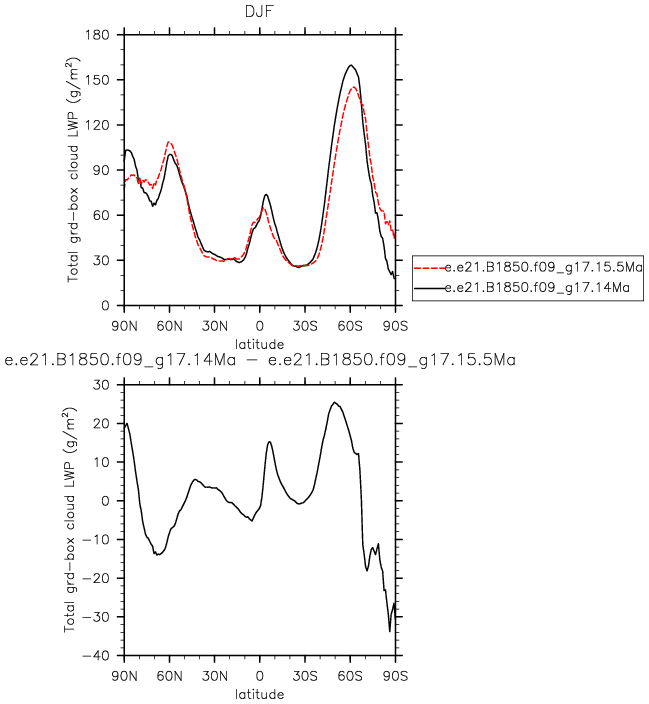 DJF
Total grd-box cloud LWP (g/m²)
180
150
120
90
60
30
0
90N 60N 30N 0 30S 60S 90S
latitude
e.e21.B1850.f09_g17.15.5Ma
e.e21.B1850.f09_g17.14Ma
e.e21.B1850.f09_g17.14Ma — e.e21.B1850.f09_g17.15.5Ma
Total grd-box cloud LWP (g/m²)
30
20
10
0
−10
−20
−30
−40
90N 60N 30N 0 30S 60S 90S
latitude